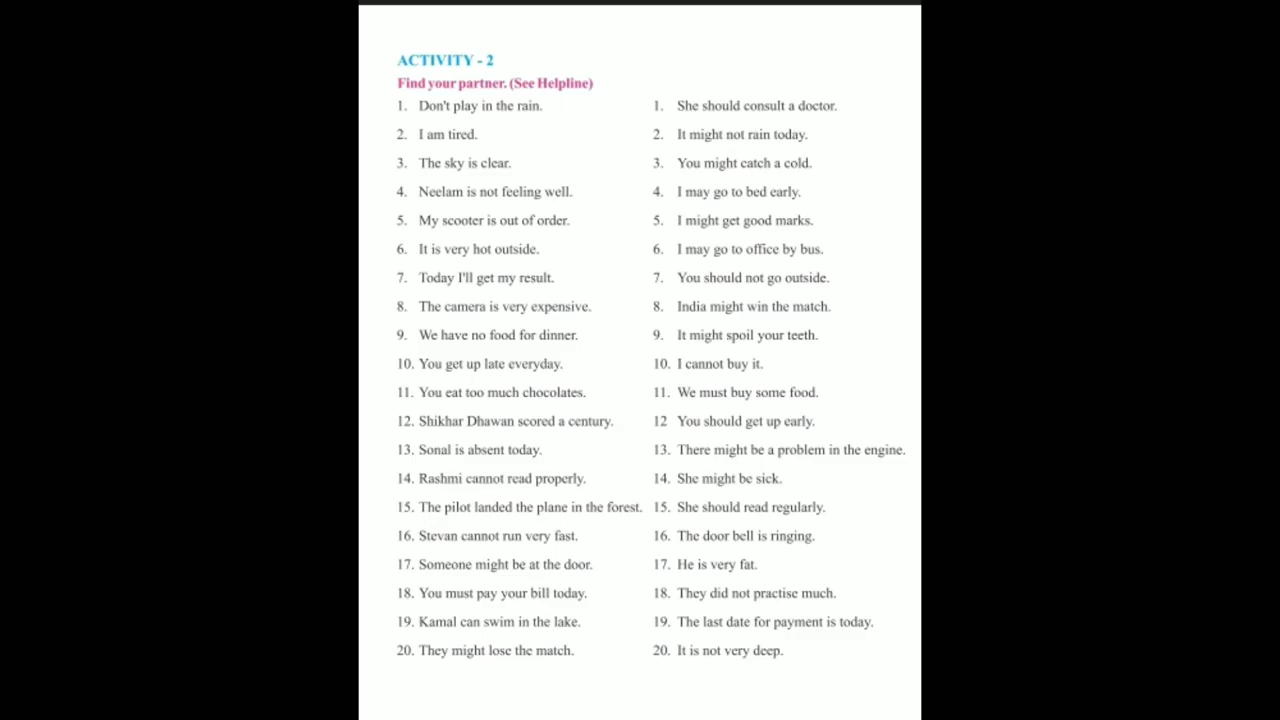 ACTIVITY - 2
Find your partner. (See Helpline)
1. Don't play in the rain. 1. She should consult a doctor.
2. I am tired. 2. It might not rain today.
3. The sky is clear. 3. You might catch a cold.
4. Neelam is not feeling well. 4. I may go to bed early.
5. My scooter is out of order. 5. I might get good marks.
6. It is very hot outside. 6. I may go to office by bus.
7. Today I'll get my result. 7. You should not go outside.
8. The camera is very expensive. 8. India might win the match.
9. We have no food for dinner. 9. It might spoil your teeth.
10. You get up late everyday. 10. I cannot buy it.
11. You eat too much chocolates. 11. We must buy some food.
12. Shikhar Dhawan scored a century. 12 You should get up early.
13. Sonal is absent today. 13. There might be a problem in the engine.
14. Rashmi cannot read properly. 14. She might be sick.
15. The pilot landed the plane in the forest. 15. She should read regularly.
16. Stevan cannot run very fast. 16. The door bell is ringing.
17. Someone might be at the door. 17. He is very fat.
18. You must pay your bill today. 18. They did not practise much.
19. Kamal can swim in the lake. 19. The last date for payment is today.
20. They might lose the match. 20. It is not very deep.